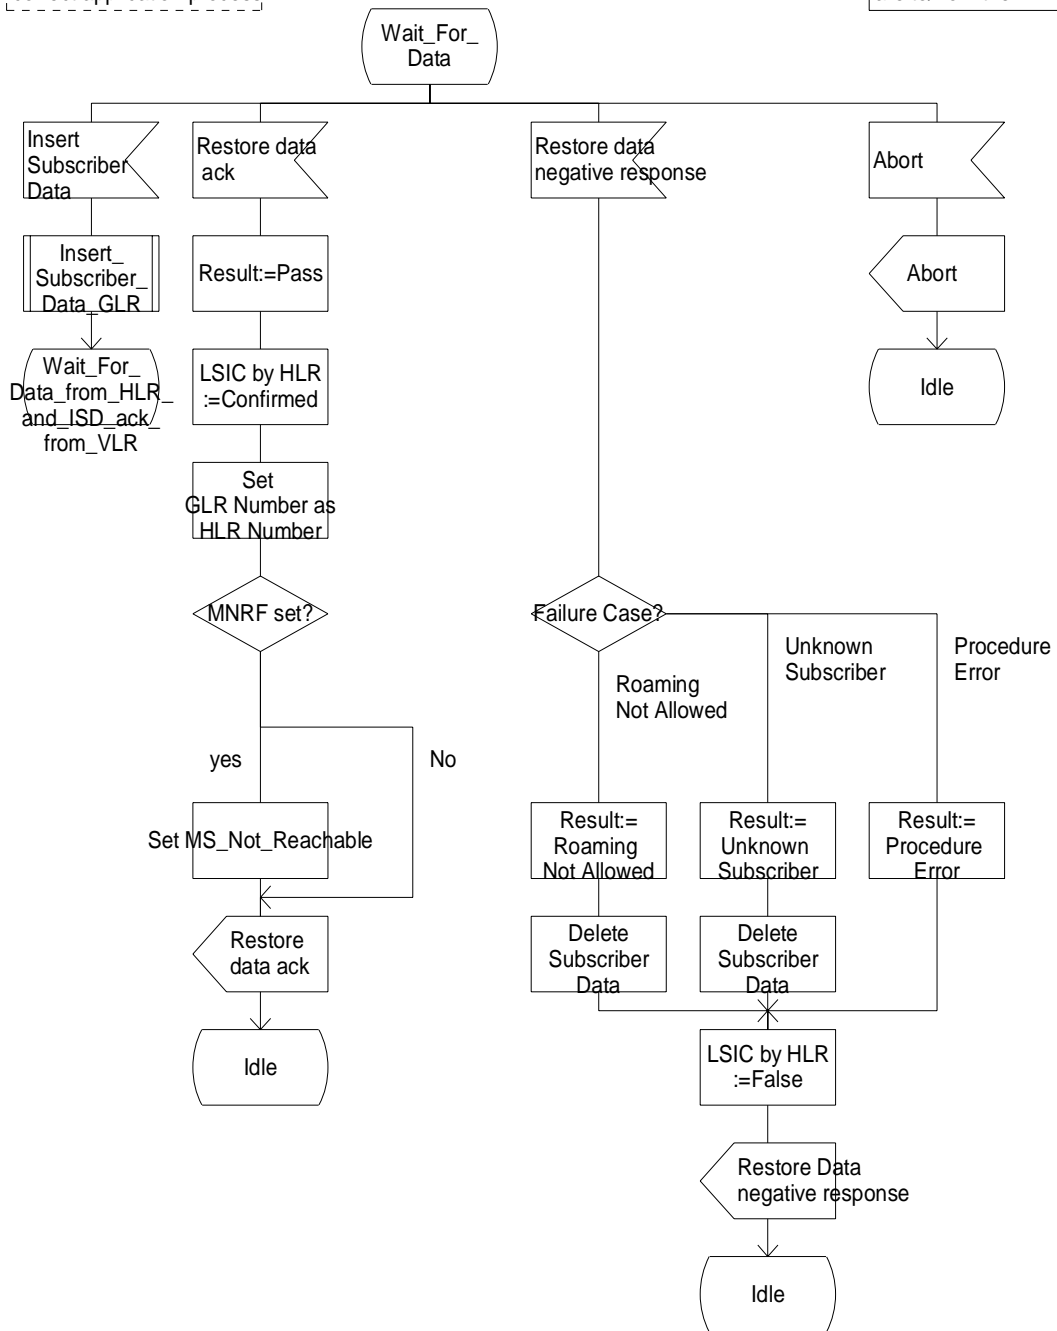 Wait_For_
Data
Insert
Subscriber
Data
Restore data
ack
Restore data
negative response
Abort
Insert_
Subscriber_
Data_GLR
Result:=Pass
Abort
Wait_For_
Data_from_HLR_
and_ISD_ack_
from_VLR
LSIC by HLR
:=Confirmed
Idle
Set
GLR Number as
HLR Number
MNRF set?
Failure Case?
Unknown
Subscriber
Procedure
Error
Roaming
Not Allowed
yes
No
Set MS_Not_Reachable
Result:=
Roaming
Not Allowed
Result:=
Unknown
Subscriber
Result:=
Procedure
Error
Restore
data ack
Delete
Subscriber
Data
Delete
Subscriber
Data
Idle
LSIC by HLR
:=False
Restore Data
negative response
Idle